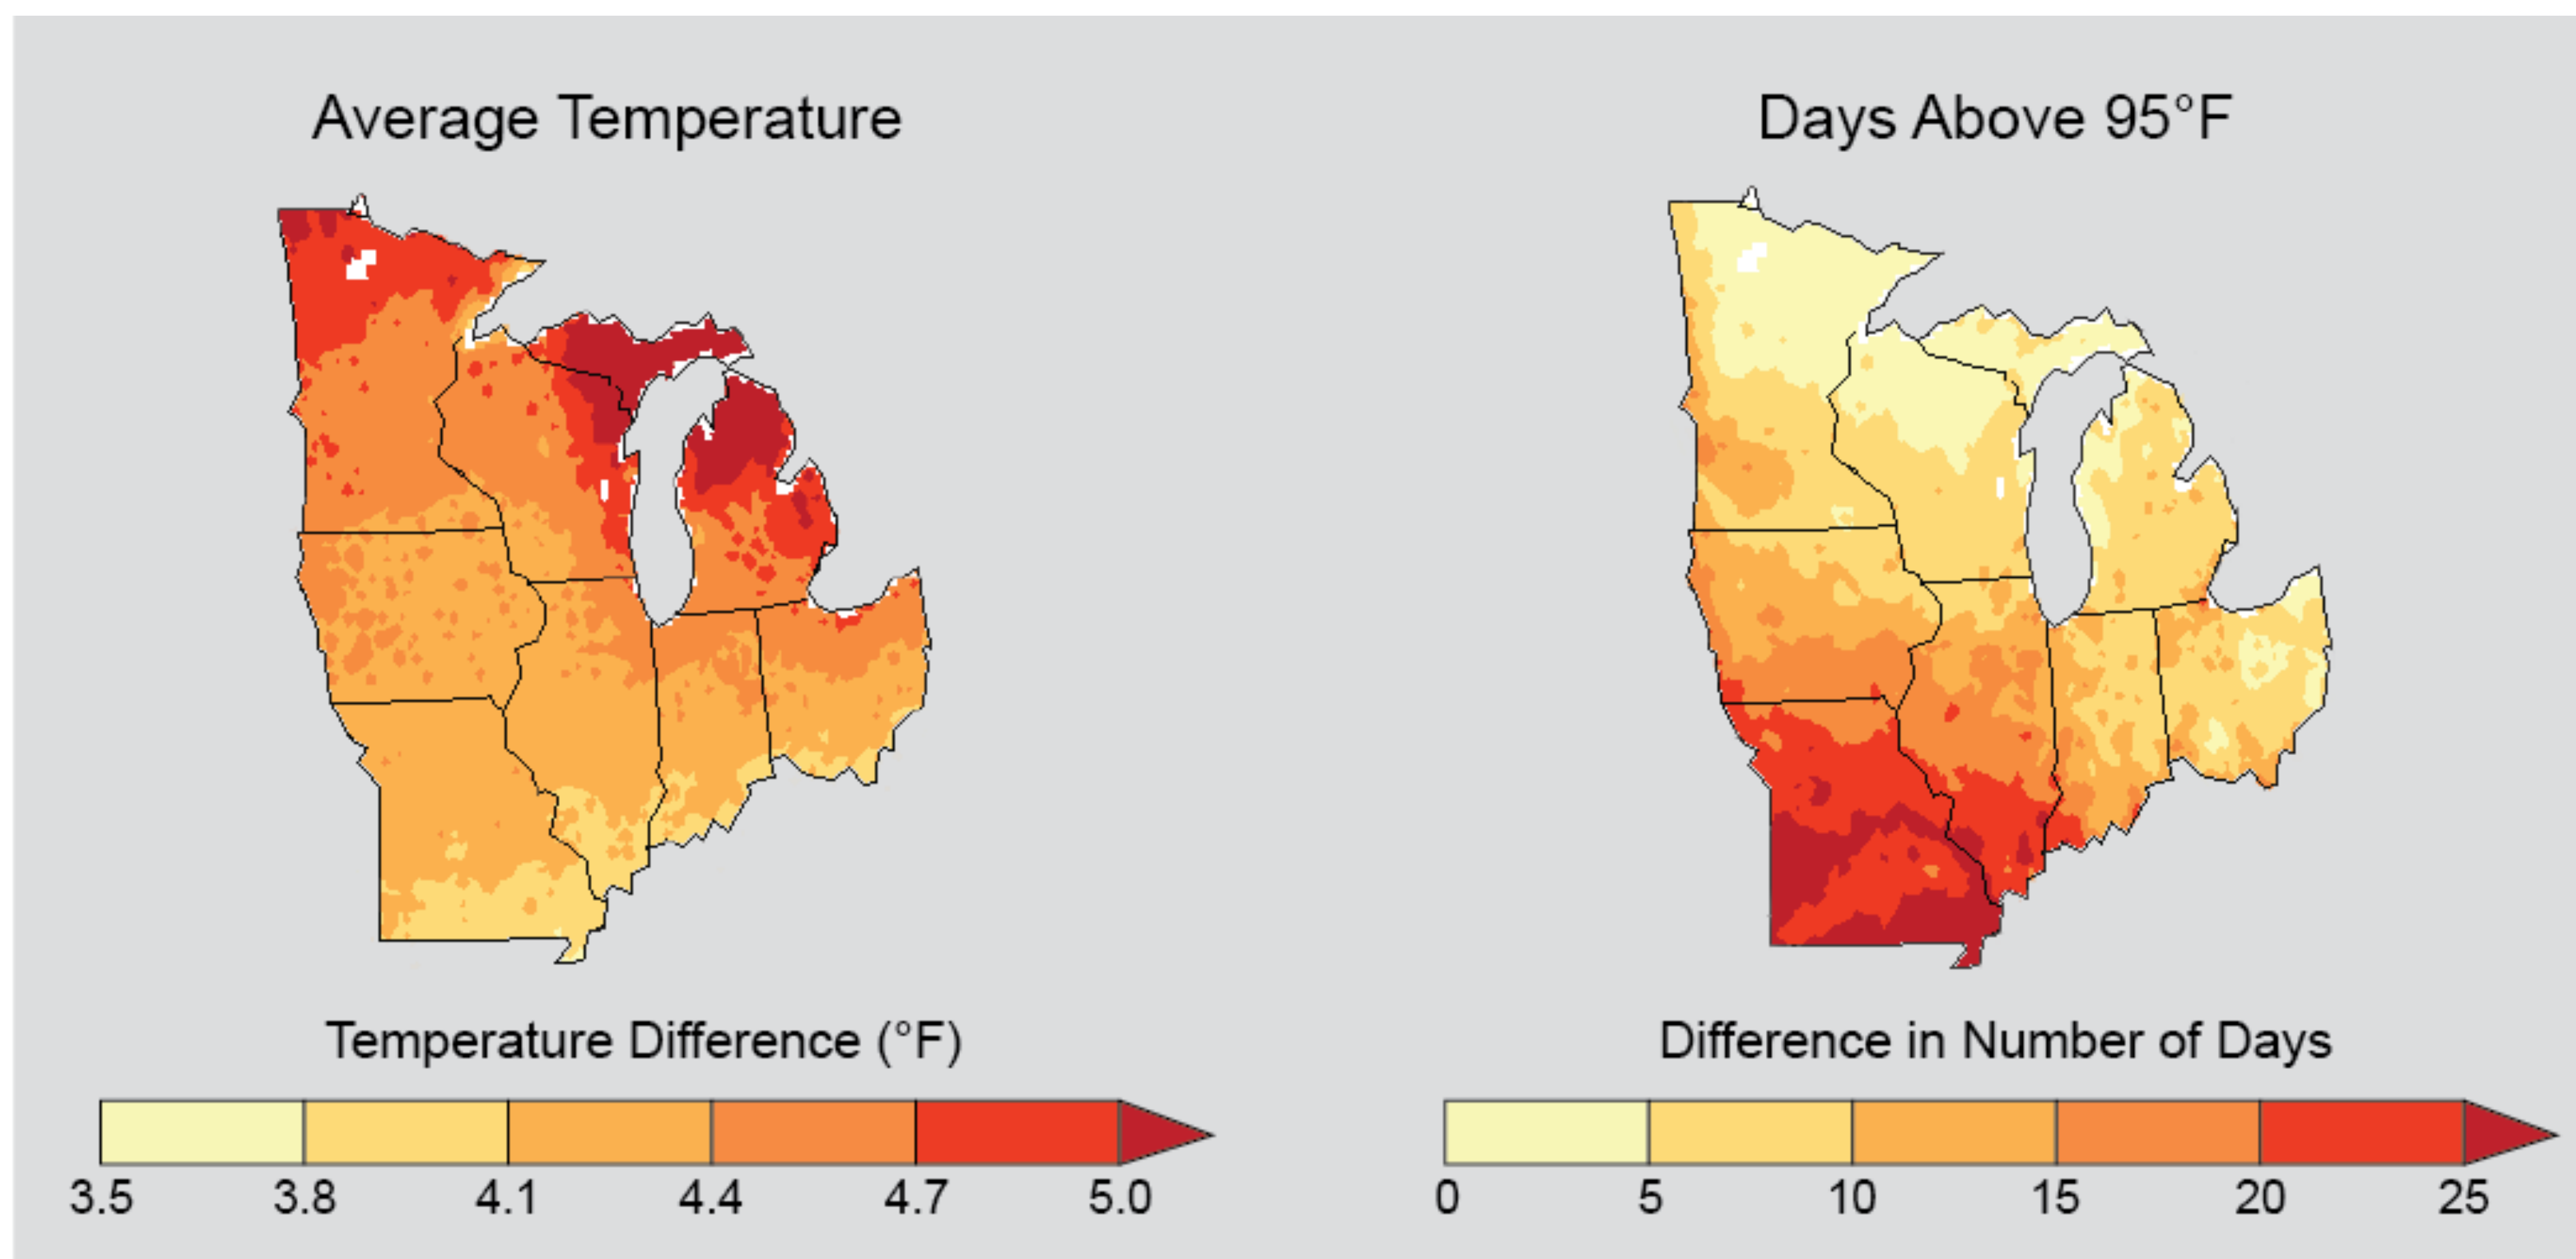 Average Temperature
Days Above 95°F
Temperature Difference (°F)
3.5 3.8 4.1 4.4 4.7 5.0
Difference in Number of Days
0 5 10 15 20 25